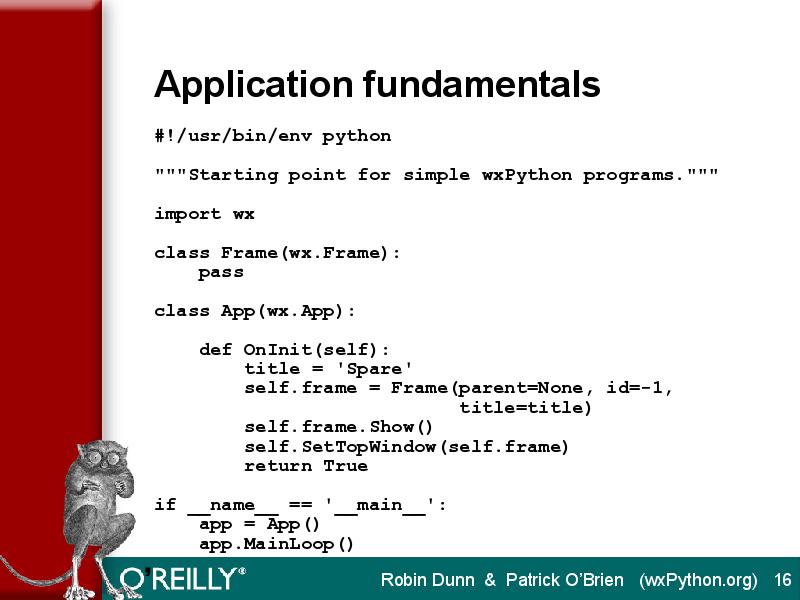 Application fundamentals
#!/usr/bin/env python
"""Starting point for simple wxPython programs."""
import wx
class Frame(wx.Frame):
    pass
class App(wx.App):
    def OnInit(self):
        title = 'Spare'
        self.frame = Frame(parent=None, id=-1,
                           title=title)
        self.frame.Show()
        self.SetTopWindow(self.frame)
        return True
if __name__ == '__main__':
    app = App()
    app.MainLoop()
O'REILLY®
Robin Dunn & Patrick O'Brien (wxPython.org) 16